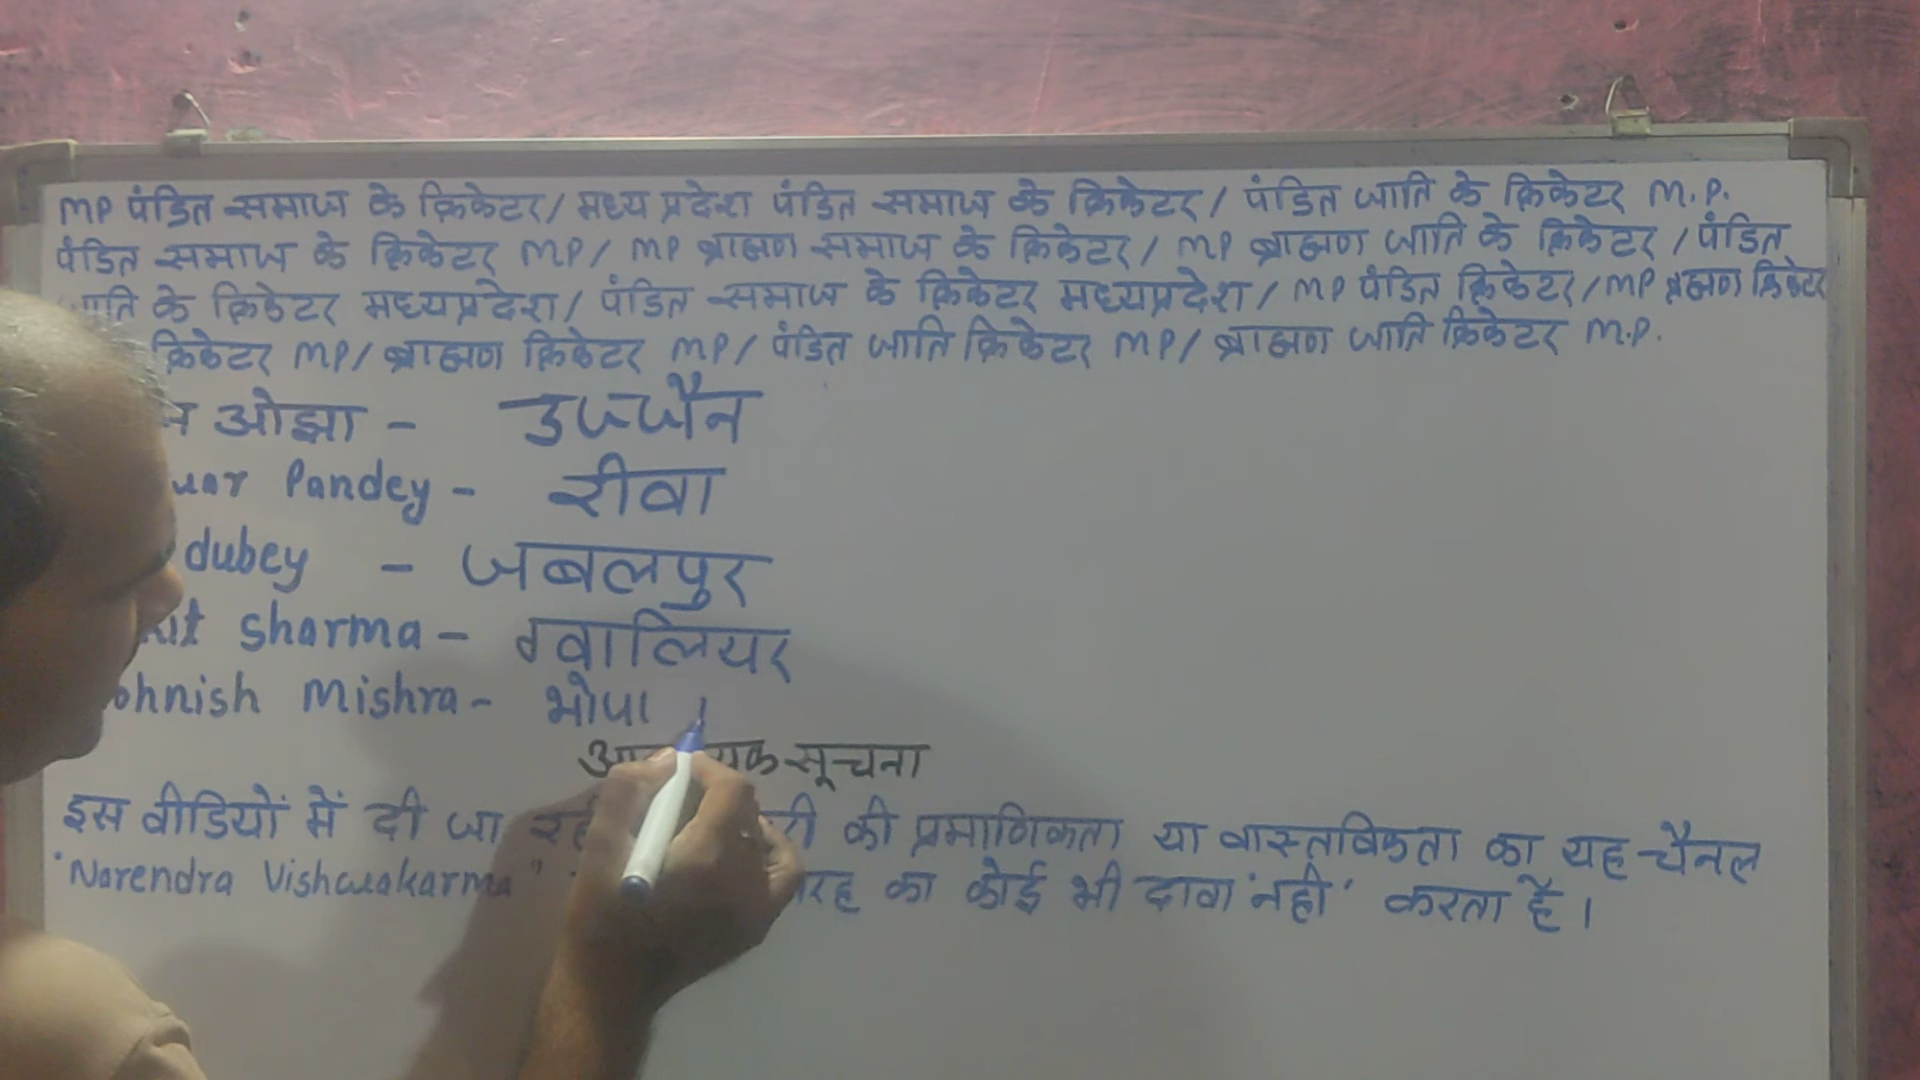 MP पंडित समाज के क्रिकेटर/ मध्य प्रदेश पंडित समाज के क्रिकेटर/ पंडित जाति के क्रिकेटर M.P.
पंडित समाज के क्रिकेटर MP/ MP ब्राह्मण समाज के क्रिकेटर/ MP ब्राह्मण जाति के क्रिकेटर/ पंडित
के क्रिकेटर मध्यप्रदेश/ पंडित समाज के क्रिकेटर मध्यप्रदेश/ MP पंडित क्रिकेटर/ MP ब्राह्मण क्रिकेटर
क्रिकेटर MP/ ब्राह्मण क्रिकेटर MP/ पंडित जाति क्रिकेटर MP/ ब्राह्मण जाति क्रिकेटर M.P.
ओझा - उज्जैन
Pandey - रीवा
dubey - जबलपुर
Sharma - ग्वालियर
Mishra - भोपा
सूचना
इस वीडियों में दी जा की प्रमाणिकता या वास्तविकता का यह चैनल
"Narendra Vishwakarma" का कोई भी दावा 'नहीं' करता है।